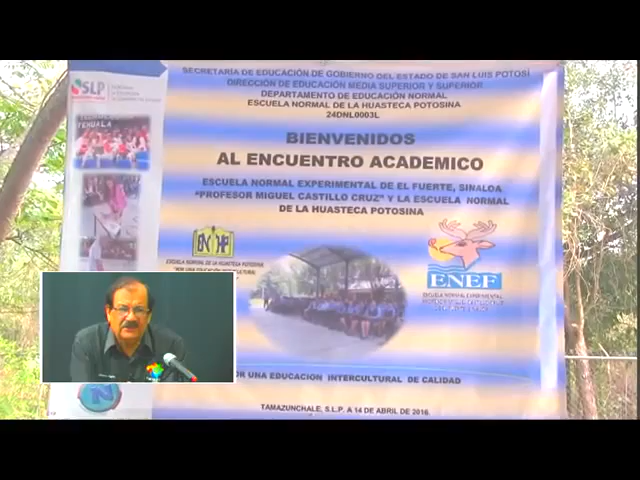 SLP
SECRETARÍA DE EDUCACIÓN DE GOBIERNO DEL ESTADO DE SAN LUIS POTOSÍ
DIRECCIÓN DE EDUCACIÓN MEDIA SUPERIOR Y SUPERIOR
DEPARTAMENTO DE EDUCACIÓN NORMAL
ESCUELA NORMAL DE LA HUASTECA POTOSINA
24DNL0003L
BIENVENIDOS
AL ENCUENTRO ACADEMICO
ESCUELA NORMAL EXPERIMENTAL DE EL FUERTE, SINALOA
"PROFESOR MIGUEL CASTILLO CRUZ" Y LA ESCUELA NORMAL
DE LA HUASTECA POTOSINA
ESCUELA NORMAL DE LA HUASTECA POTOSINA
ENEF
ESCUELA NORMAL EXPERIMENTAL
POR UNA EDUCACION INTERCULTURAL DE CALIDAD
TAMAZUNCHALE, S.L.P. A 14 DE ABRIL DE 2016.